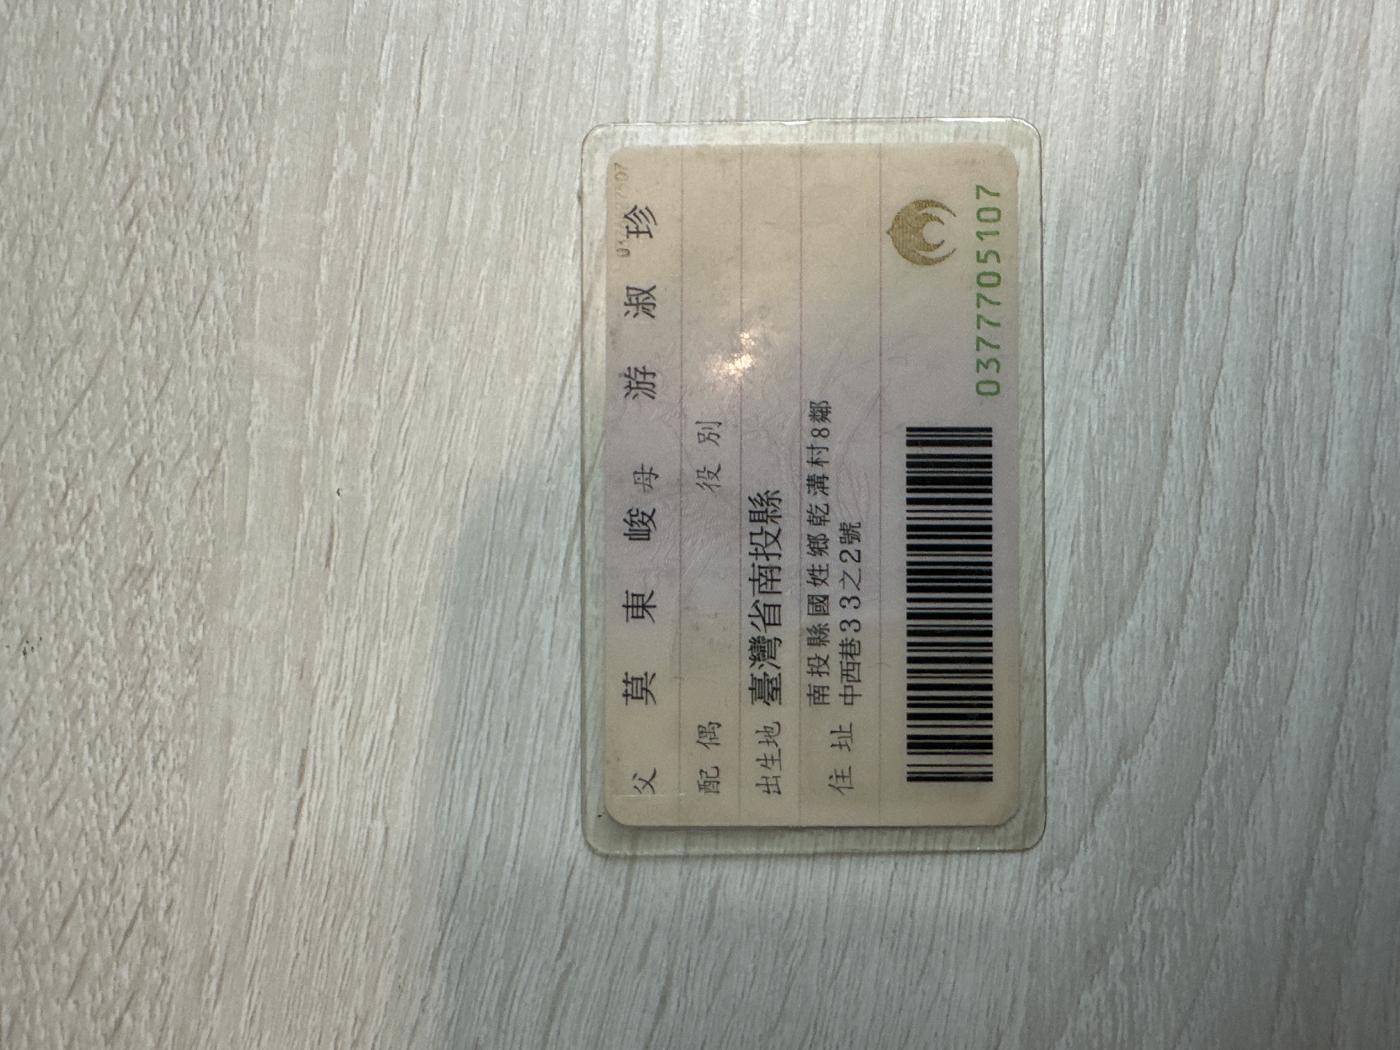 父 莫東峻 母 游淑珍
配偶 役別
出生地 臺灣省南投縣
住址 南投縣國姓鄉乾溝村8鄰
中西巷33之2號
0377705107